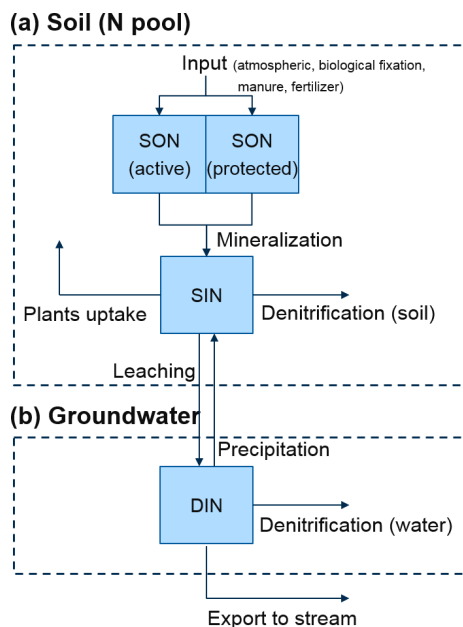 (a) Soil (N pool)
Input (atmospheric, biological fixation,
manure, fertilizer)
SON
(active)
SON
(protected)
Mineralization
SIN
Plants uptake
Denitrification (soil)
Leaching
(b) Groundwater
Precipitation
DIN
Denitrification (water)
Export to stream